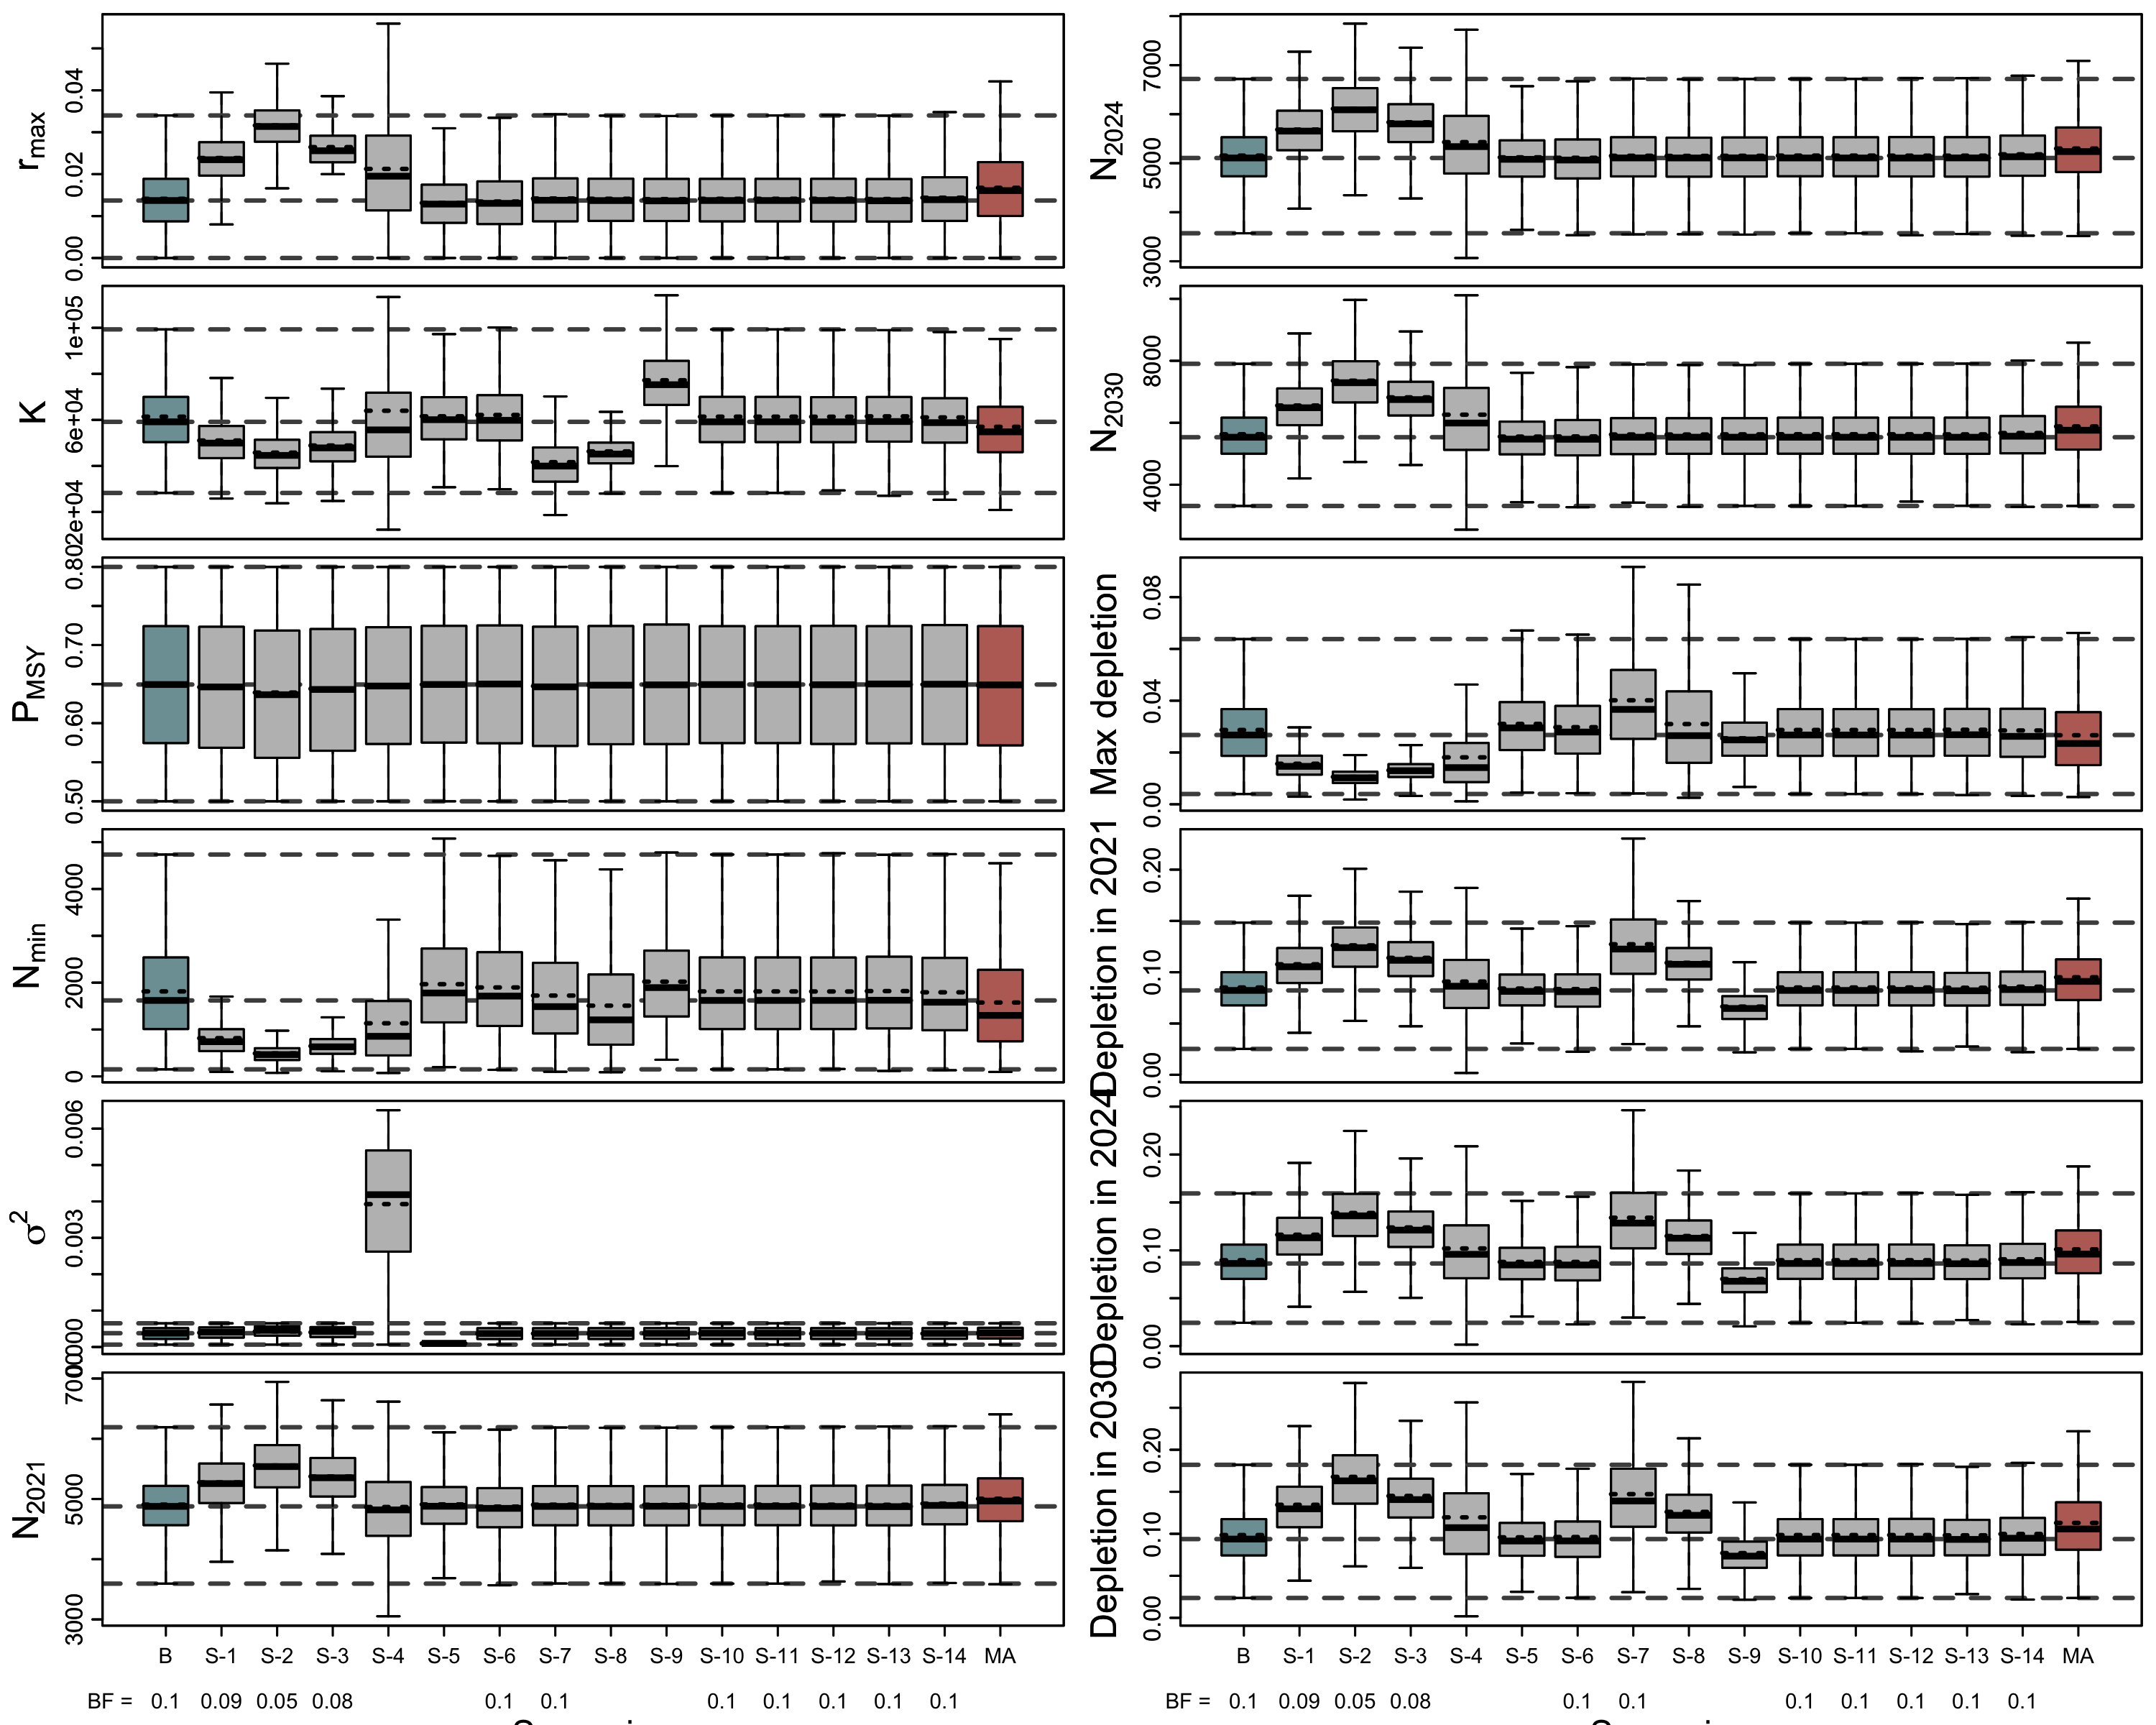 rmax
0.00 0.02 0.04
K
2e+04 6e+04 1e+05
PMSY
0.50 0.60 0.70 0.80
Nmin
0 2000 4000
σ2
0.003 0.006
N2021
3000 5000 7000
B S-1 S-2 S-3 S-4 S-5 S-6 S-7 S-8 S-9 S-10 S-11 S-12 S-13 S-14 MA
BF = 0.1 0.09 0.05 0.08 0.1 0.1 0.1 0.1 0.1 0.1 0.1
N2024
3000 5000 7000
N2030
4000 8000
Max depletion
0.00 0.04 0.08
Depletion in 2021
0.00 0.10 0.20
Depletion in 2024
0.00 0.10 0.20
Depletion in 2030
0.00 0.10 0.20
B S-1 S-2 S-3 S-4 S-5 S-6 S-7 S-8 S-9 S-10 S-11 S-12 S-13 S-14 MA
BF = 0.1 0.09 0.05 0.08 0.1 0.1 0.1 0.1 0.1 0.1 0.1